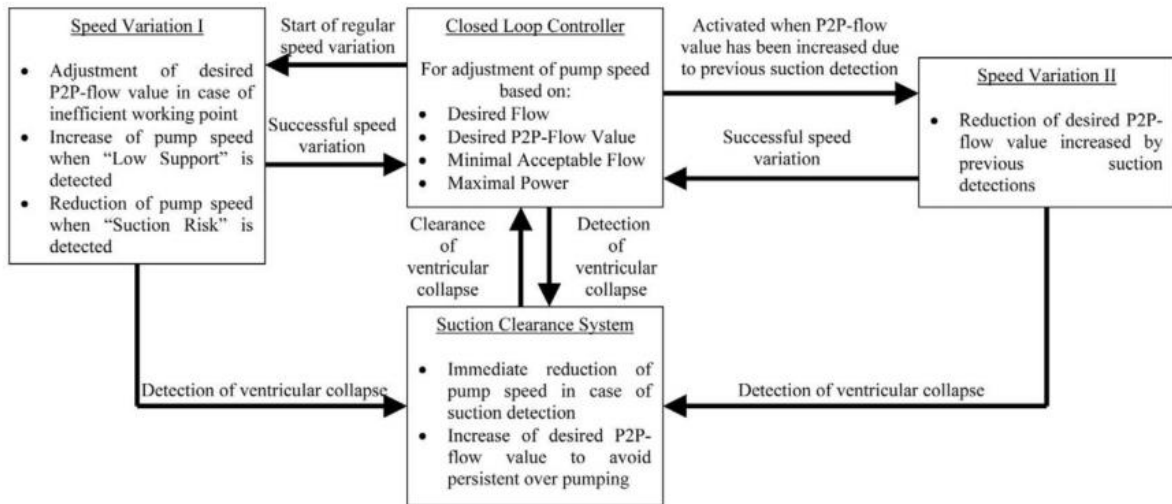 Speed Variation I
• Adjustment of desired
P2P-flow value in case of
inefficient working point
• Increase of pump speed
when “Low Support” is
detected
• Reduction of pump speed
when “Suction Risk” is
detected
Start of regular
speed variation
Successful speed
variation
Closed Loop Controller
For adjustment of pump speed
based on:
• Desired Flow
• Desired P2P-Flow Value
• Minimal Acceptable Flow
• Maximal Power
Activated when P2P-flow
value has been increased due
to previous suction detection
Successful speed
variation
Speed Variation II
• Reduction of desired P2P-
flow value increased by
previous suction
detections
Clearance
of
ventricular
collapse
Detection
of
ventricular
collapse
Detection of ventricular collapse
Suction Clearance System
• Immediate reduction of
pump speed in case of
suction detection
• Increase of desired P2P-
flow value to avoid
persistent over pumping
Detection of ventricular collapse